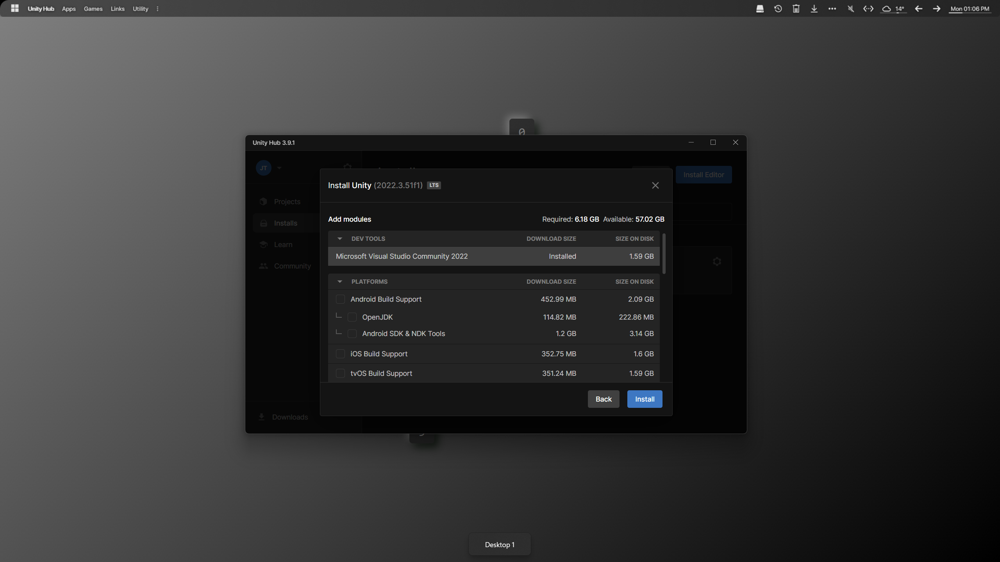 Unity Hub Apps Games Links Utility
14° Mon 01:06 PM
0
Unity Hub 3.9.1
JT
Install Editor
Install Unity (2022.3.51f1) LTS
Projects
Installs
Learn
Community
Downloads
Add modules Required: 6.18 GB Available: 57.02 GB
DEV TOOLS DOWNLOAD SIZE SIZE ON DISK
Microsoft Visual Studio Community 2022 Installed 1.59 GB
PLATFORMS DOWNLOAD SIZE SIZE ON DISK
Android Build Support 452.99 MB 2.09 GB
OpenJDK 114.82 MB 222.86 MB
Android SDK & NDK Tools 1.2 GB 3.14 GB
iOS Build Support 352.75 MB 1.6 GB
tvOS Build Support 351.24 MB 1.59 GB
Back Install
Desktop 1